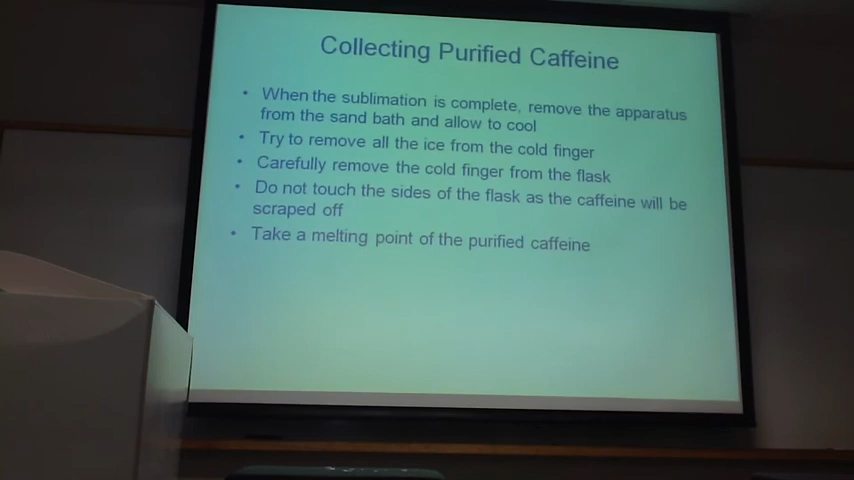 Collecting Purified Caffeine
• When the sublimation is complete, remove the apparatus
from the sand bath and allow to cool
• Try to remove all the ice from the cold finger
• Carefully remove the cold finger from the flask
• Do not touch the sides of the flask as the caffeine will be
scraped off
• Take a melting point of the purified caffeine